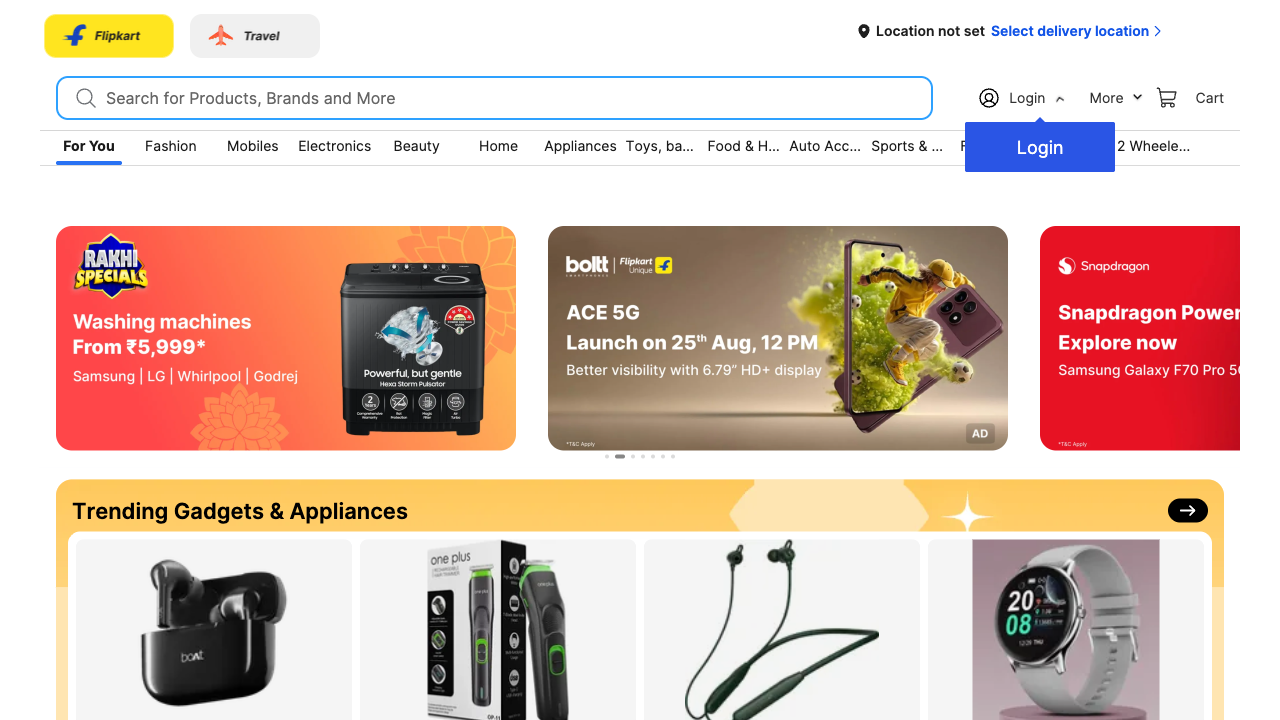 Flipkart
Travel
Location not set Select delivery location
Search for Products, Brands and More
Login
More
Cart
For You
Fashion
Mobiles
Electronics
Beauty
Home
Appliances
Toys, ba...
Food & H...
Auto Acc...
Sports & ...
2 Wheele...
Login
RAKHI
SPECIALS
Washing machines
From ₹5,999*
Samsung | LG | Whirlpool | Godrej
Powerful, but gentle
Hexa Storm Pulsator
boltt
Flipkart
Unique
ACE 5G
Launch on 25th Aug, 12 PM
Better visibility with 6.79" HD+ display
*T&C Apply
AD
Snapdragon
Snapdragon Power
Explore now
Samsung Galaxy F70 Pro 5G
*T&C Apply
Trending Gadgets & Appliances
boAt
one plus
20
08